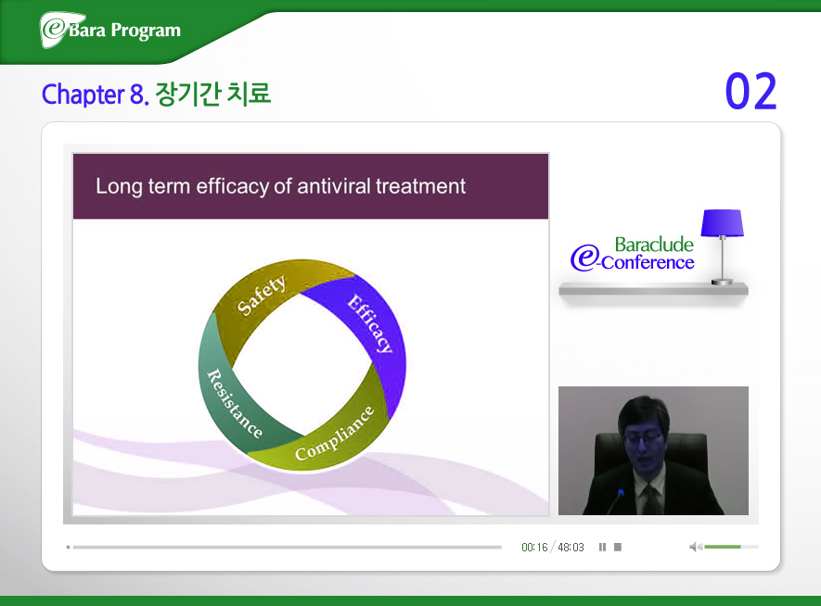 e Bara Program
Chapter 8. 장기간 치료
02
Long term efficacy of antiviral treatment
Safety
Efficacy
Resistance
Compliance
Baraclude
e-Conference
00:16 / 48:03